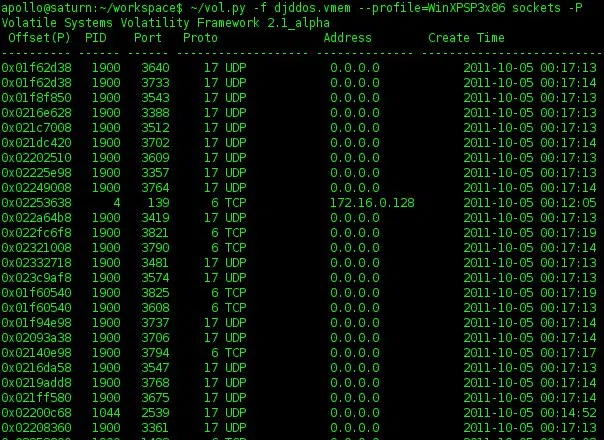 apollo@saturn:~/workspace$ ~/vol.py -f djddos.vmem --profile=WinXPSP3x86 sockets -P
Volatile Systems Volatility Framework 2.1_alpha
Offset(P) PID Port Proto Address Create Time
---------- ------ ------ ------------------- -------------- --------------------------
0x01f62d38 1900 3640 17 UDP 0.0.0.0 2011-10-05 00:17:13
0x01f62d38 1900 3733 17 UDP 0.0.0.0 2011-10-05 00:17:14
0x01f8f850 1900 3543 17 UDP 0.0.0.0 2011-10-05 00:17:13
0x0216e628 1900 3388 17 UDP 0.0.0.0 2011-10-05 00:17:13
0x021c7008 1900 3512 17 UDP 0.0.0.0 2011-10-05 00:17:13
0x021dc420 1900 3702 17 UDP 0.0.0.0 2011-10-05 00:17:14
0x02202510 1900 3609 17 UDP 0.0.0.0 2011-10-05 00:17:13
0x02225e98 1900 3357 17 UDP 0.0.0.0 2011-10-05 00:17:13
0x02249008 1900 3764 17 UDP 0.0.0.0 2011-10-05 00:17:14
0x02253638 4 139 6 TCP 172.16.0.128 2011-10-05 00:12:05
0x022a64b8 1900 3419 17 UDP 0.0.0.0 2011-10-05 00:17:13
0x022fc6f8 1900 3821 6 TCP 0.0.0.0 2011-10-05 00:17:19
0x02321008 1900 3790 6 TCP 0.0.0.0 2011-10-05 00:17:14
0x02332718 1900 3481 17 UDP 0.0.0.0 2011-10-05 00:17:13
0x023c9af8 1900 3574 17 UDP 0.0.0.0 2011-10-05 00:17:13
0x01f60540 1900 3825 6 TCP 0.0.0.0 2011-10-05 00:17:19
0x01f60540 1900 3608 6 TCP 0.0.0.0 2011-10-05 00:17:13
0x01f94e98 1900 3737 17 UDP 0.0.0.0 2011-10-05 00:17:14
0x02093a38 1900 3706 17 UDP 0.0.0.0 2011-10-05 00:17:14
0x02140e98 1900 3794 6 TCP 0.0.0.0 2011-10-05 00:17:17
0x0216da58 1900 3547 17 UDP 0.0.0.0 2011-10-05 00:17:13
0x0219add8 1900 3768 17 UDP 0.0.0.0 2011-10-05 00:17:14
0x021ff580 1900 3675 17 UDP 0.0.0.0 2011-10-05 00:17:14
0x02200c68 1044 2539 17 UDP 0.0.0.0 2011-10-05 00:14:52
0x02208360 1900 3361 17 UDP 0.0.0.0 2011-10-05 00:17:13